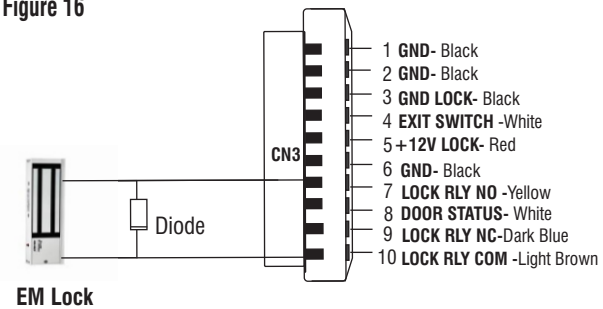 Figure 16
1 GND- Black
2 GND- Black
3 GND LOCK- Black
4 EXIT SWITCH -White
5 +12V LOCK- Red
CN3
6 GND- Black
7 LOCK RLY NO -Yellow
8 DOOR STATUS- White
9 LOCK RLY NC-Dark Blue
10 LOCK RLY COM -Light Brown
Diode
EM Lock